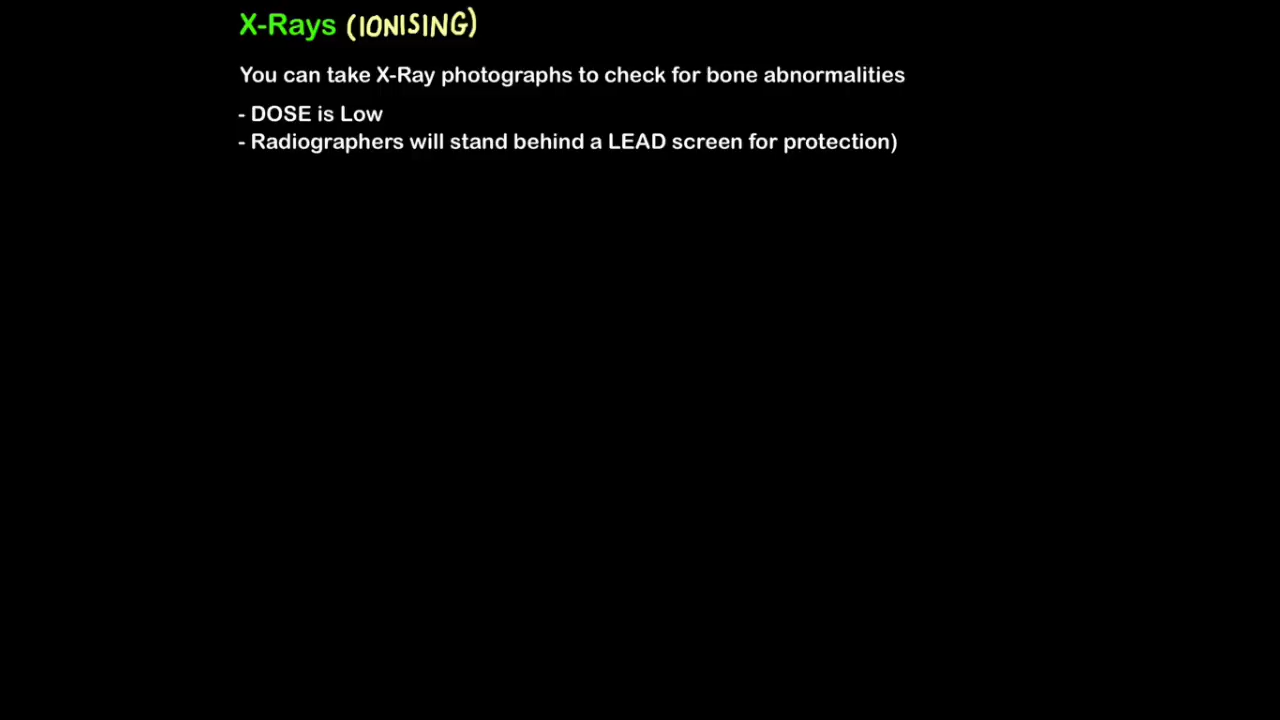 X-Rays (IONISING)
You can take X-Ray photographs to check for bone abnormalities
- DOSE is Low
- Radiographers will stand behind a LEAD screen for protection)